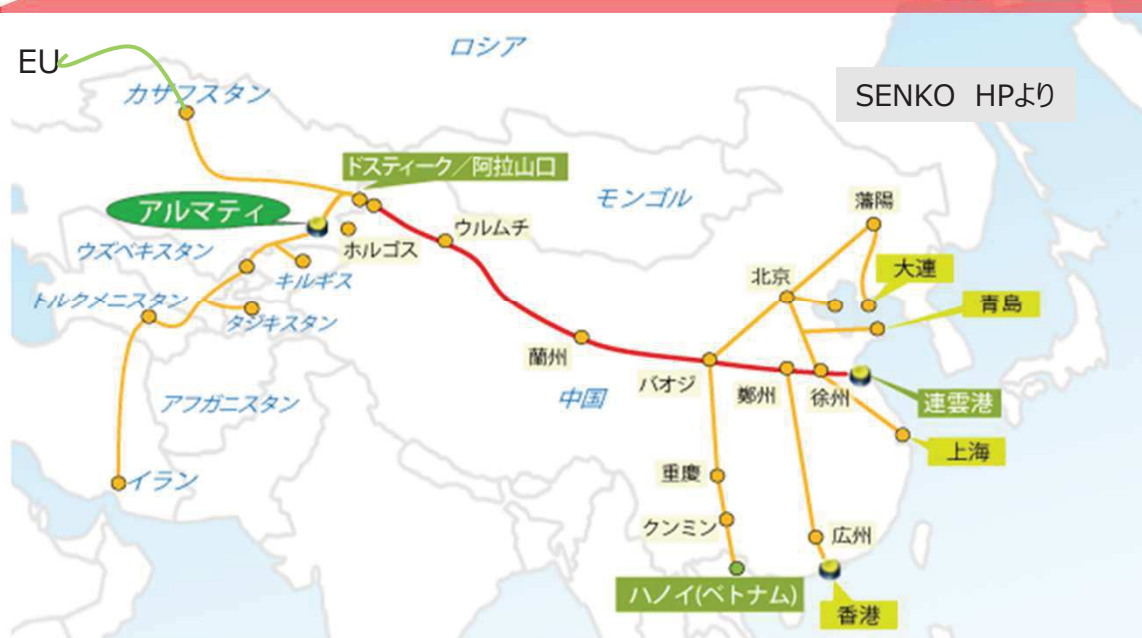 ロシア
EU
カザフスタン
SENKO HPより
ドスティーク／阿拉山口
モンゴル
藩陽
アルマティ
ウルムチ
ウズベキスタン
ホルゴス
北京
大連
キルギス
トルクメニスタン
青島
タジキスタン
蘭州
バオジ
鄭州
徐州
中国
アフガニスタン
連雲港
上海
重慶
イラン
クンミン
広州
ハノイ(ベトナム)
香港